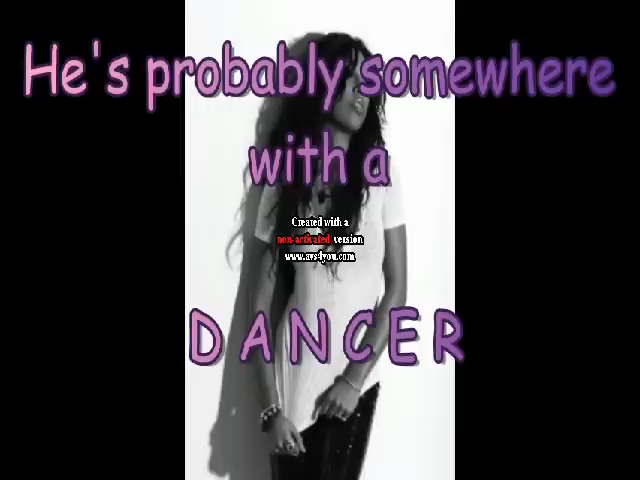 He's probably somewhere
with a
Created with a
non-activated version
www.avs4you.com
DANCER